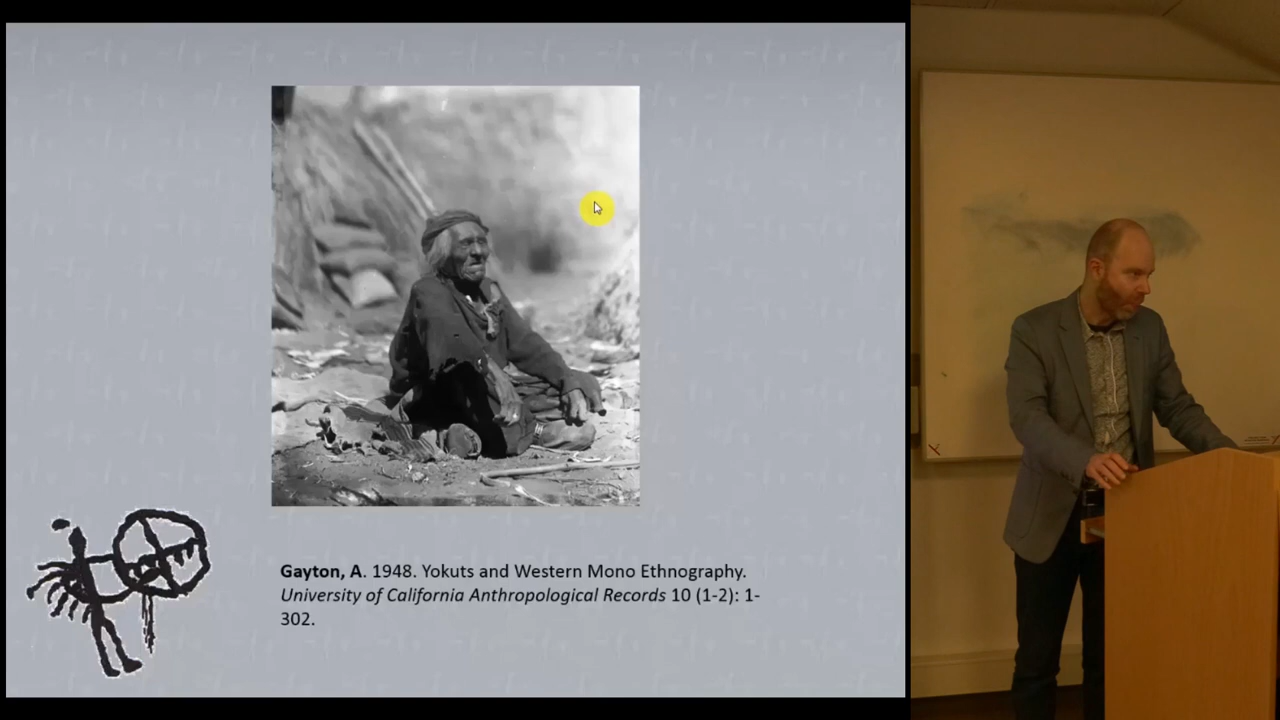 Gayton, A. 1948. Yokuts and Western Mono Ethnography.
University of California Anthropological Records 10 (1-2): 1-
302.